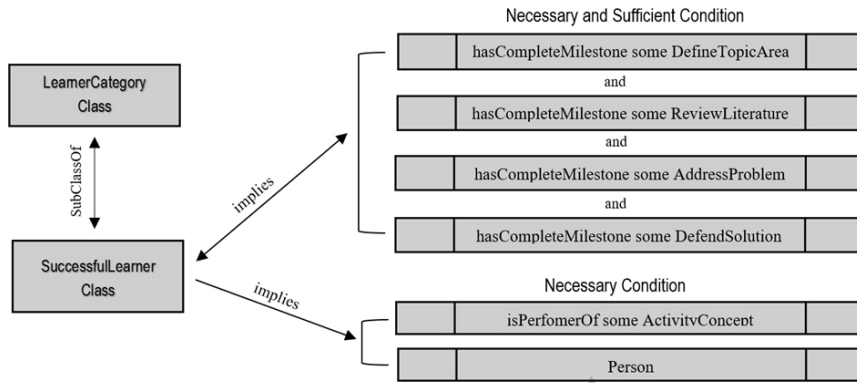 Necessary and Sufficient Condition
hasCompleteMilestone some DefineTopicArea
and
hasCompleteMilestone some ReviewLiterature
and
hasCompleteMilestone some AddressProblem
and
hasCompleteMilestone some DefendSolution
LearnerCategory
Class
SubClassOf
SuccessfulLearner
Class
implies
implies
Necessary Condition
isPerfomerOf some ActivityConcept
Person